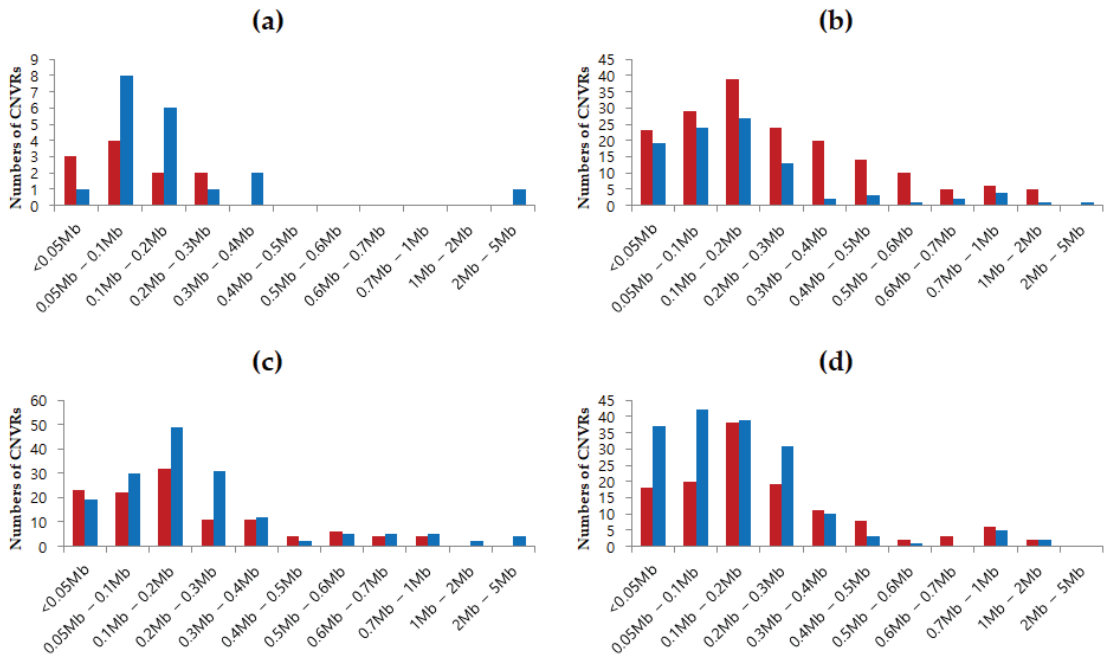 (a)
Numbers of CNVRs
9
8
7
6
5
4
3
2
1
0
<0.05Mb
0.05Mb – 0.1Mb
0.1Mb – 0.2Mb
0.2Mb – 0.3Mb
0.3Mb – 0.4Mb
0.4Mb – 0.5Mb
0.5Mb – 0.6Mb
0.6Mb – 0.7Mb
0.7Mb – 1Mb
1Mb – 2Mb
2Mb – 5Mb
(b)
Numbers of CNVRs
45
40
35
30
25
20
15
10
5
0
<0.05Mb
0.05Mb – 0.1Mb
0.1Mb – 0.2Mb
0.2Mb – 0.3Mb
0.3Mb – 0.4Mb
0.4Mb – 0.5Mb
0.5Mb – 0.6Mb
0.6Mb – 0.7Mb
0.7Mb – 1Mb
1Mb – 2Mb
2Mb – 5Mb
(c)
Numbers of CNVRs
60
50
40
30
20
10
0
<0.05Mb
0.05Mb – 0.1Mb
0.1Mb – 0.2Mb
0.2Mb – 0.3Mb
0.3Mb – 0.4Mb
0.4Mb – 0.5Mb
0.5Mb – 0.6Mb
0.6Mb – 0.7Mb
0.7Mb – 1Mb
1Mb – 2Mb
2Mb – 5Mb
(d)
Numbers of CNVRs
45
40
35
30
25
20
15
10
5
0
<0.05Mb
0.05Mb – 0.1Mb
0.1Mb – 0.2Mb
0.2Mb – 0.3Mb
0.3Mb – 0.4Mb
0.4Mb – 0.5Mb
0.5Mb – 0.6Mb
0.6Mb – 0.7Mb
0.7Mb – 1Mb
1Mb – 2Mb
2Mb – 5Mb